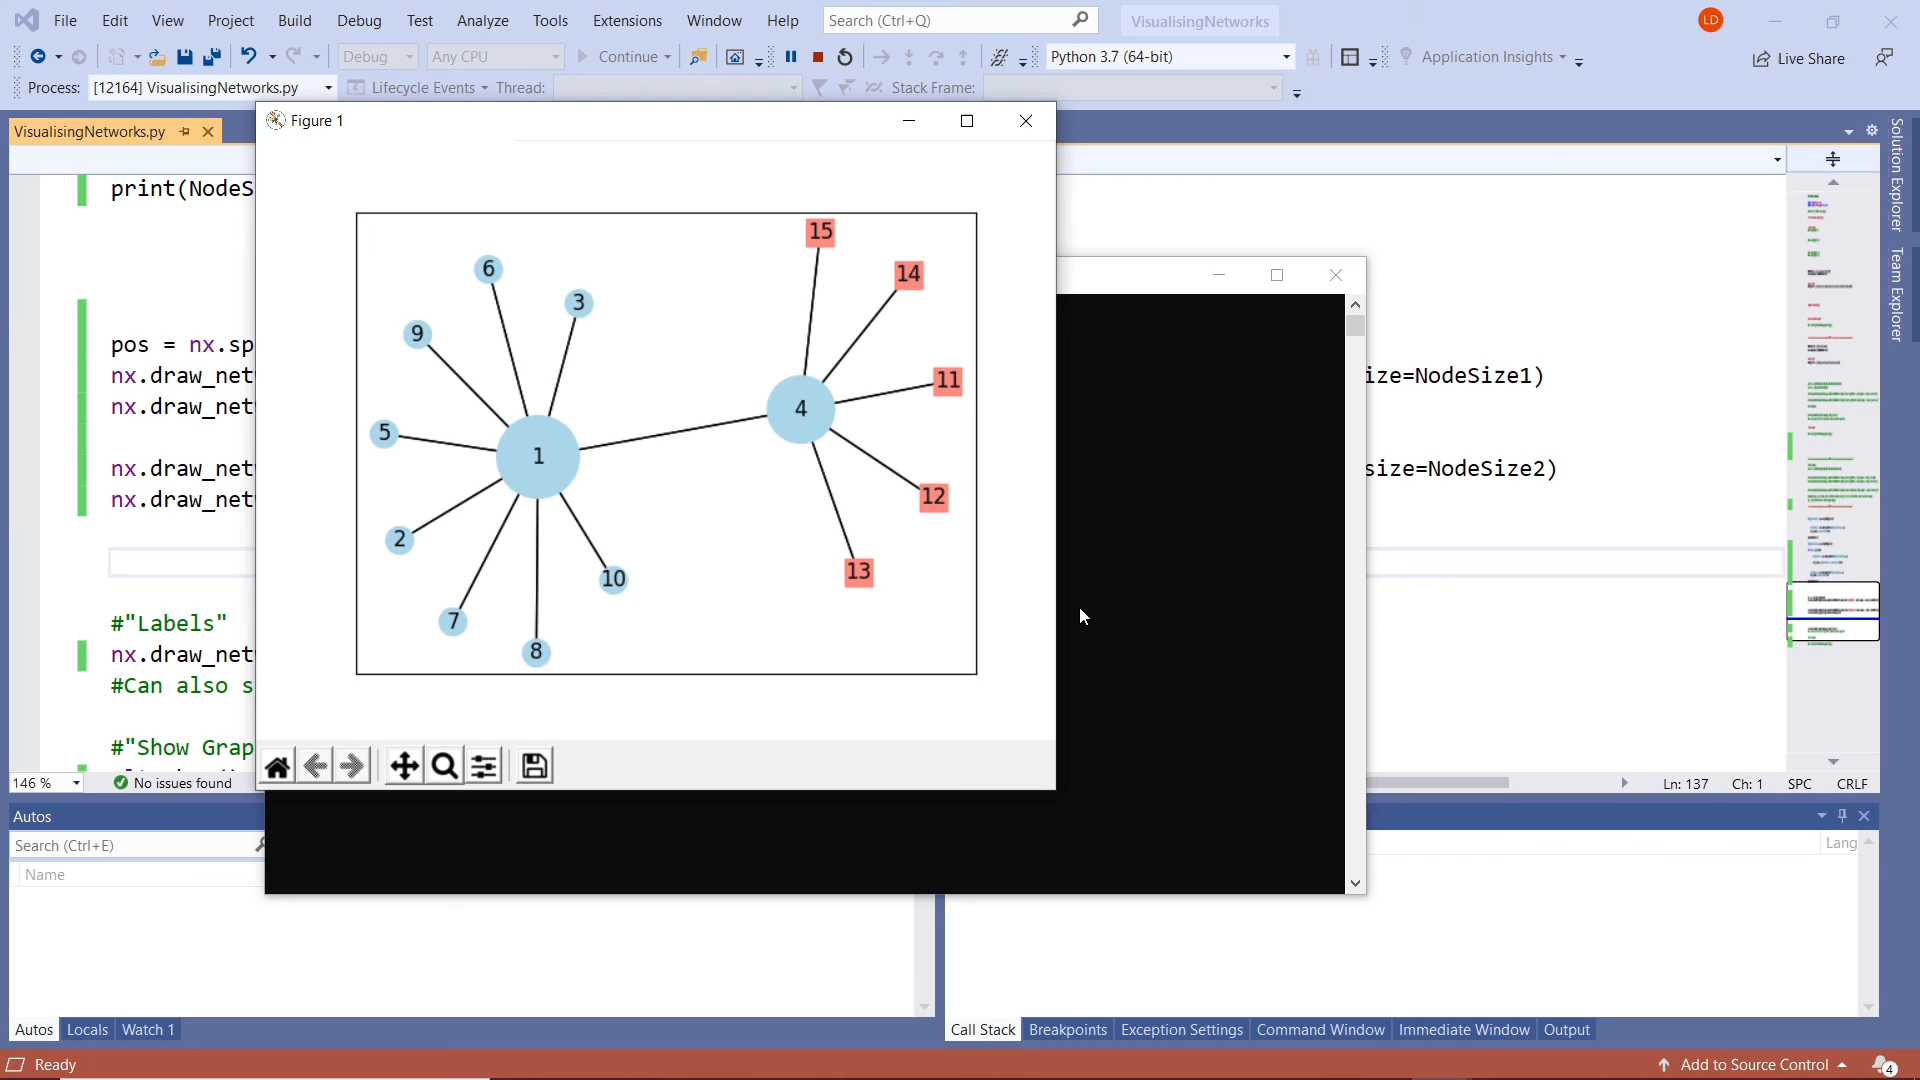 File Edit View Project Build Debug Test Analyze Tools Extensions Window Help Search (Ctrl+Q) VisualisingNetworks LD
Debug Any CPU Continue Python 3.7 (64-bit) Application Insights Live Share
Process: [12164] VisualisingNetworks.py Lifecycle Events Thread: Stack Frame:
VisualisingNetworks.py
Figure 1
Solution Explorer
Team Explorer
print(NodeS
pos = nx.sp
nx.draw_net
ize=NodeSize1)
nx.draw_net
nx.draw_net
size=NodeSize2)
nx.draw_net
#"Labels"
nx.draw_net
#Can also s
#"Show Grap
15
6
14
3
9
11
4
5
1
12
2
13
10
7
8
146 % No issues found Ln: 137 Ch: 1 SPC CRLF
Autos
Search (Ctrl+E)
Lang
Name
Autos Locals Watch 1
Call Stack Breakpoints Exception Settings Command Window Immediate Window Output
Ready Add to Source Control 4